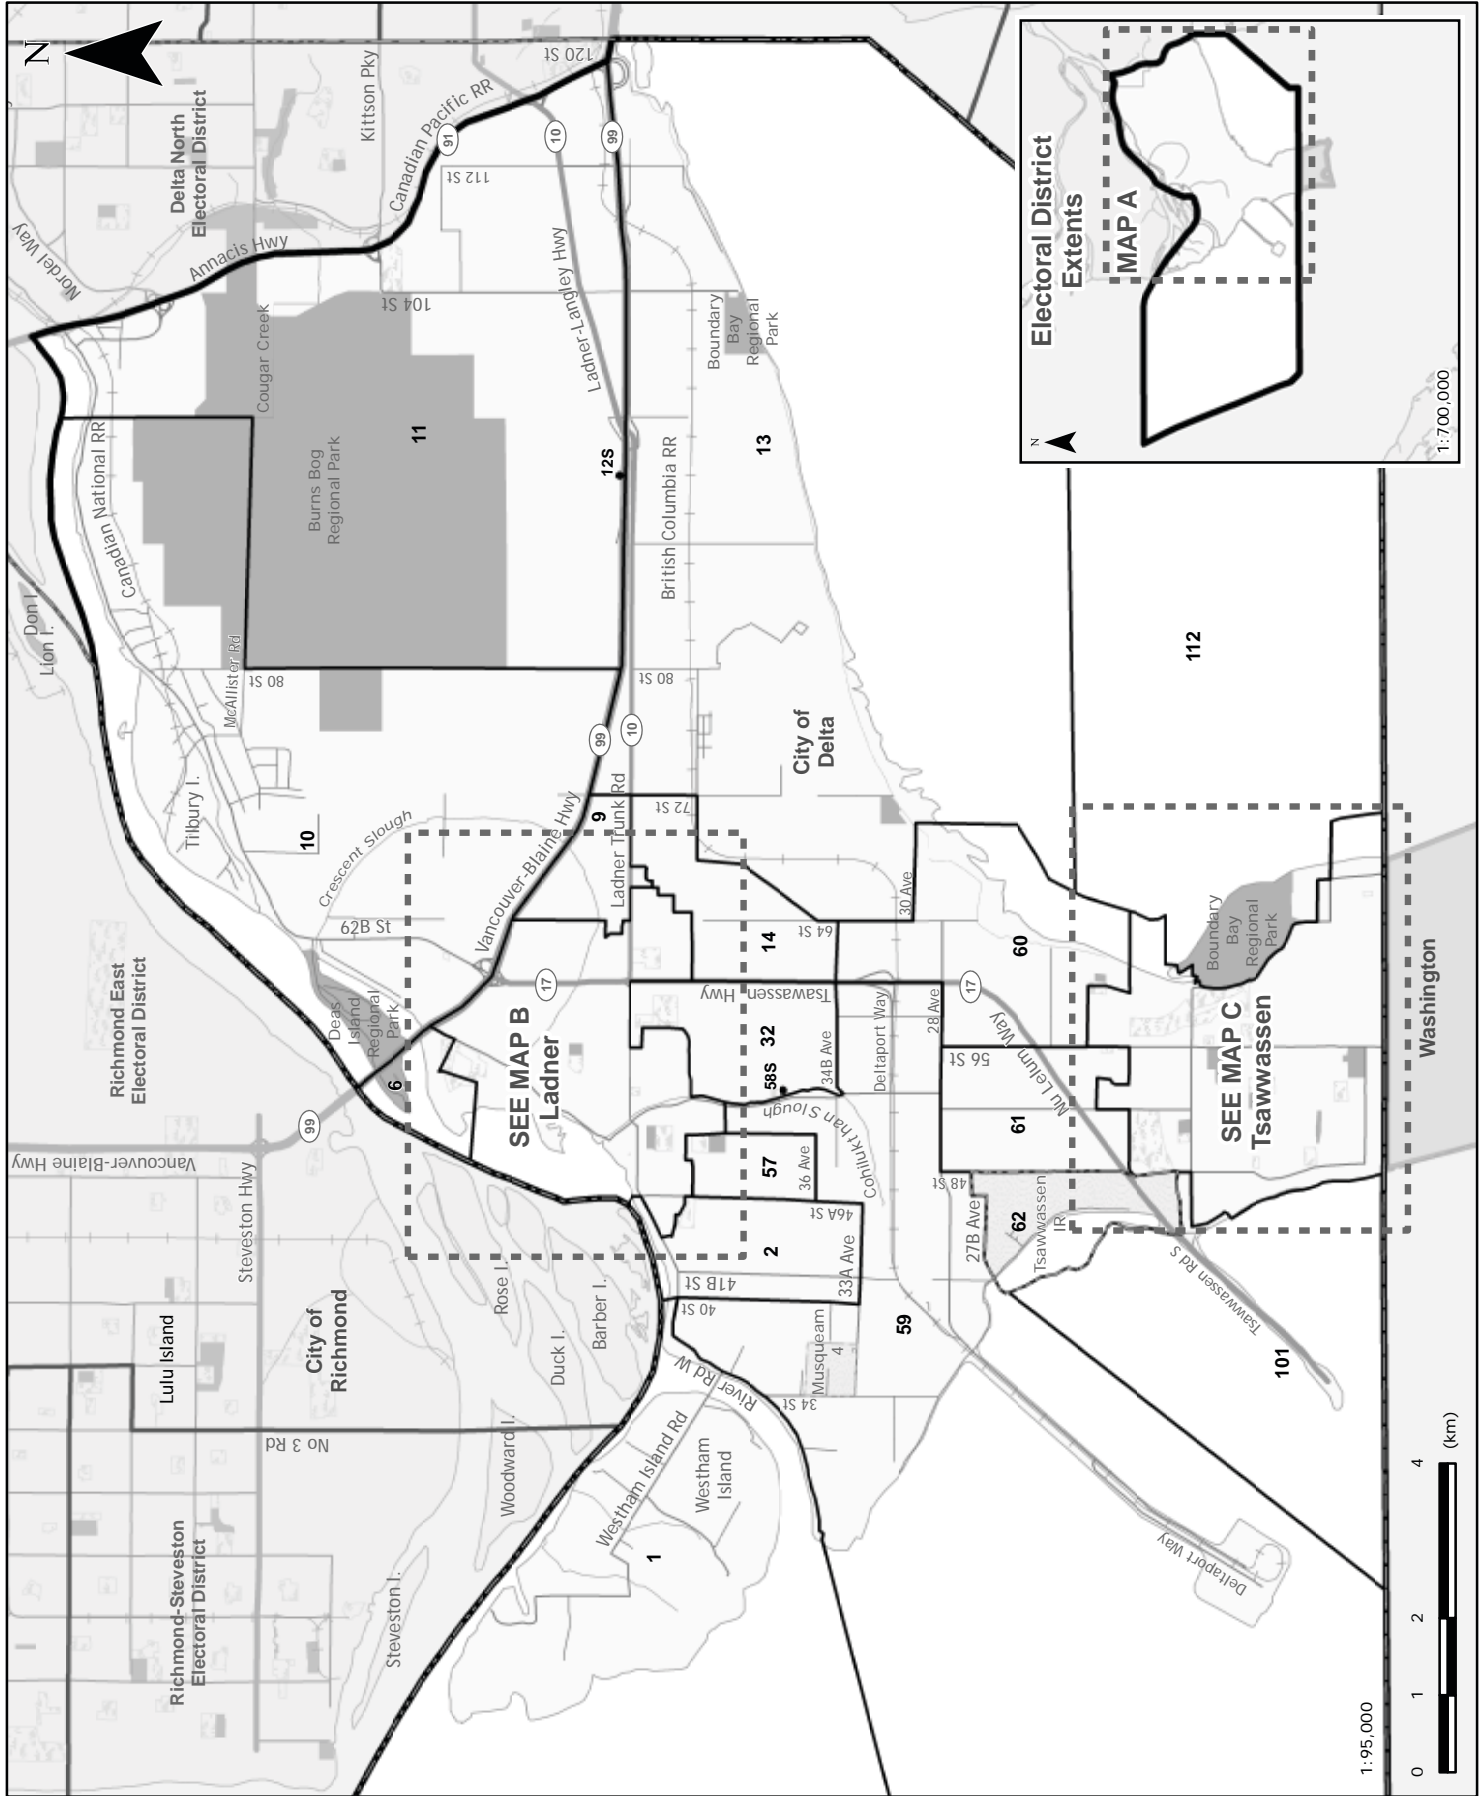 N
Nordel Way
Annacis Hwy
Delta North
Electoral District
Kittson Pky
Canadian Pacific RR
120 St
91
10
99
112 St
104 St
Ladner-Langley Hwy
Cougar Creek
Burns Bog
Regional Park
11
12S
Boundary
Bay
Regional
Park
13
British Columbia RR
Canadian National RR
Don I.
Lion I.
McAllister Rd
80 St
80 St
99
10
Tilbury I.
10
Crescent Slough
62B St
Vancouver-Blaine Hwy
9
Ladner Trunk Rd
72 St
City of
Delta
Richmond East
Electoral District
Deas
Island
Regional
Park
6
17
SEE MAP B
Ladner
Tsawassen
Hwy
14
64 St
30 Ave
32
58S
34B Ave
Deltaport Way
28 Ave
Cohilukthan Slough
57
36 Ave
46A St
2
41B St
33A Ave
40 St
Musqueam
4
34 St
59
60
17
56 St
Nu Lelum Way
61
48 St
27B Ave
62
Tsawwassen
IR
Tsawwassen Rd S
101
112
Boundary
Bay
Regional
Park
SEE MAP C
Tsawwassen
Washington
Vancouver-Blaine Hwy
99
Steveston Hwy
City of
Richmond
Lulu Island
No 3 Rd
Rose I.
Barber I.
Duck I.
Woodward I.
Steveston I.
Richmond-Steveston
Electoral District
River Rd W
Westham Island Rd
Westham
Island
1
Deltaport Way
1:95,000
0
1
2
4
(km)
Electoral District
Extents
MAP A
N
1:700,000